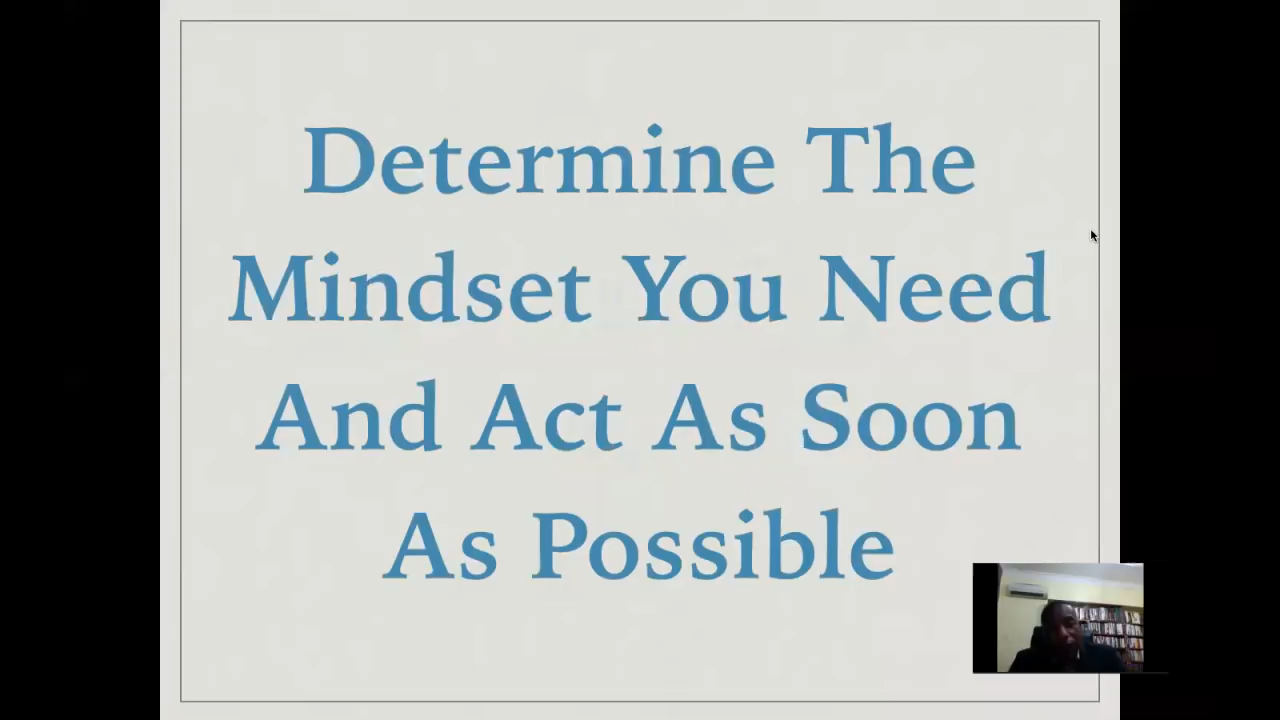 Determine The
Mindset You Need
And Act As Soon
As Possible